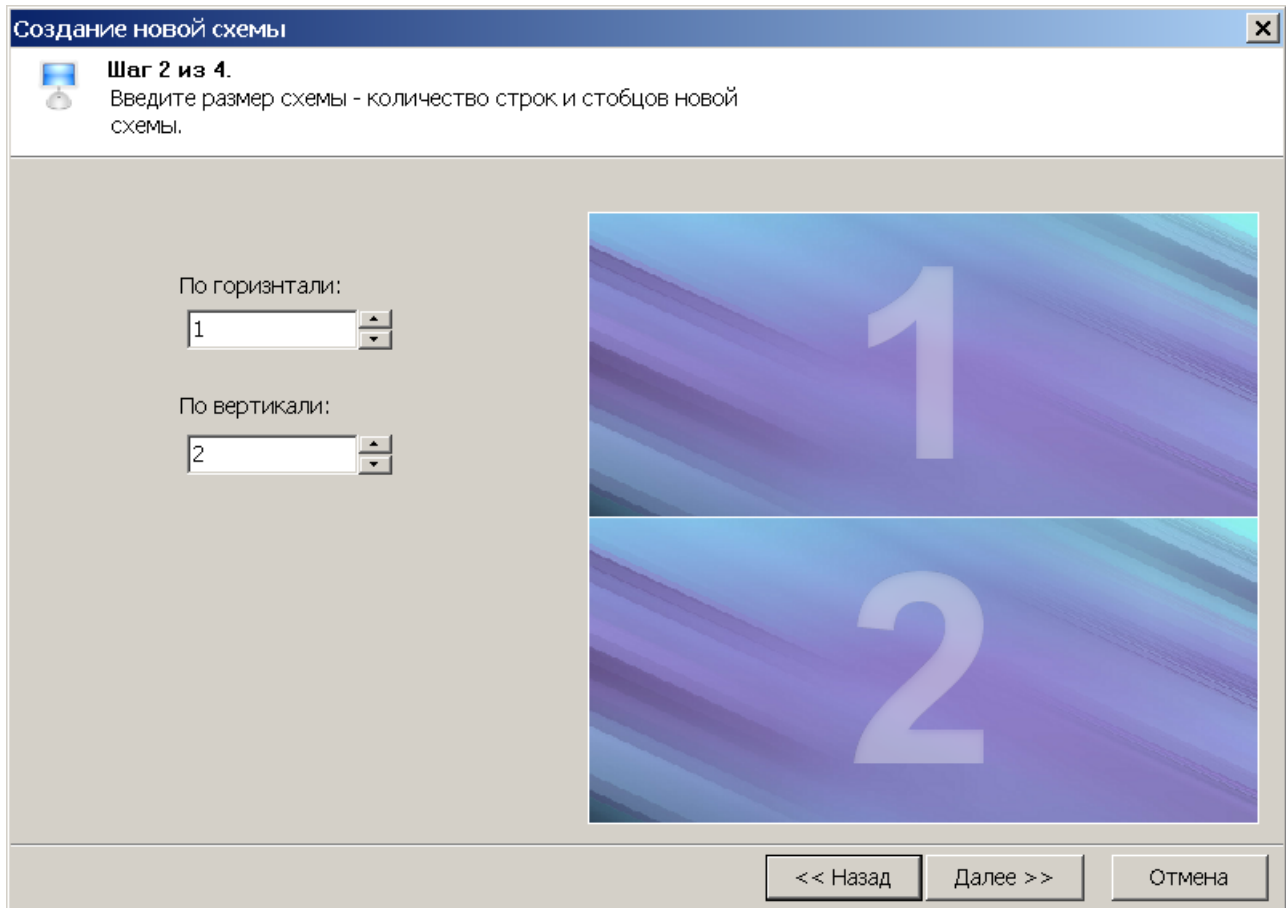 Создание новой схемы
Шаг 2 из 4.
Введите размер схемы - количество строк и стобцов новой
схемы.
По горизнтали:
1
По вертикали:
2
1
2
<< Назад
Далее >>
Отмена